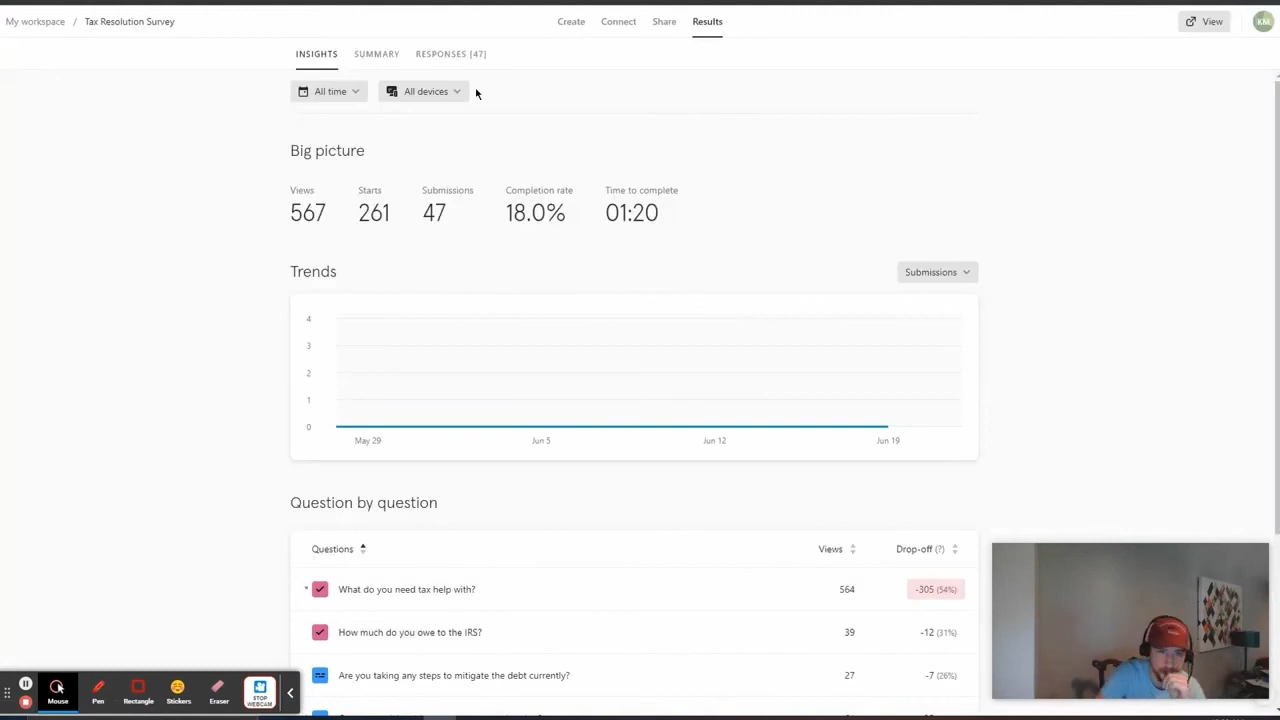 My workspace / Tax Resolution Survey
Create Connect Share Results
View
KM
INSIGHTS SUMMARY RESPONSES [47]
All time All devices
Big picture
Views Starts Submissions Completion rate Time to complete
567 261 47 18.0% 01:20
Trends
Submissions
4
3
2
1
0
May 29 Jun 5 Jun 12 Jun 19
Question by question
Questions Views Drop-off (?)
What do you need tax help with? 564 -305 (54%)
How much do you owe to the IRS? 39 -12 (31%)
Are you taking any steps to mitigate the debt currently? 27 -7 (26%)
Mouse Pen Rectangle Stickers Eraser STOP WEBCAM